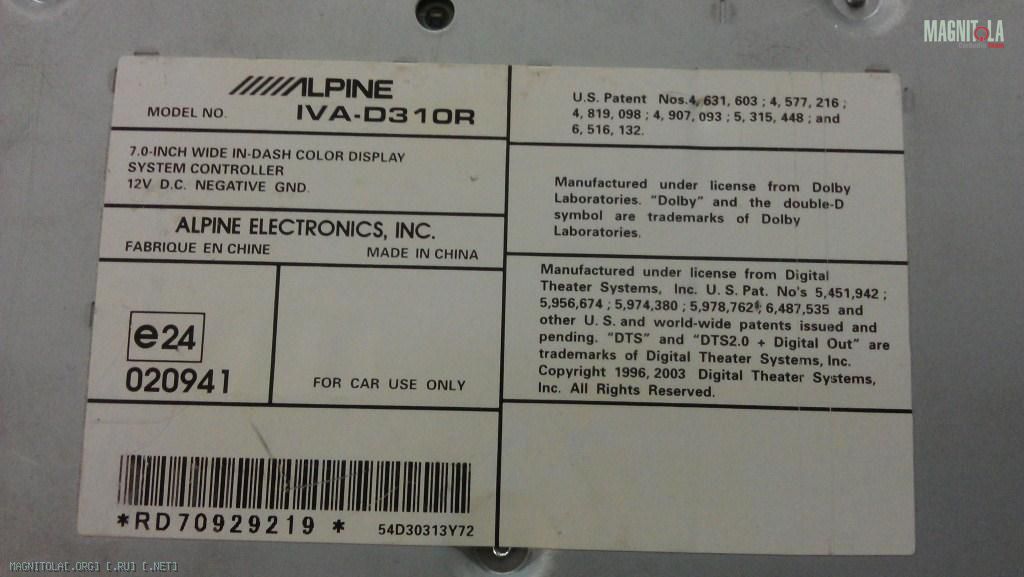 MAGNITOLA
ALPINE
MODEL NO. IVA-D310R
7.0-INCH WIDE IN-DASH COLOR DISPLAY
SYSTEM CONTROLLER
12V D.C. NEGATIVE GND.
ALPINE ELECTRONICS, INC.
FABRIQUE EN CHINE MADE IN CHINA
e24
020941
FOR CAR USE ONLY
*RD70929219 *
54D30313Y72
U.S. Patent Nos.4, 631, 603 ; 4, 577, 216 ;
4, 819, 098 ; 4, 907, 093 ; 5, 315, 448 ; and
6, 516, 132.
Manufactured under license from Dolby
Laboratories. "Dolby" and the double-D
symbol are trademarks of Dolby
Laboratories.
Manufactured under license from Digital
Theater Systems, Inc. U.S. Pat. No's 5,451,942 ;
5,956,674 ; 5,974,380 ; 5,978,762 ; 6,487,535 and
other U.S. and world-wide patents issued and
pending. "DTS" and "DTS2.0 + Digital Out" are
trademarks of Digital Theater Systems, Inc.
Copyright 1996, 2003 Digital Theater Systems,
Inc. All Rights Reserved.
MAGNITOLA[.ORG] [.RU] [.NET]